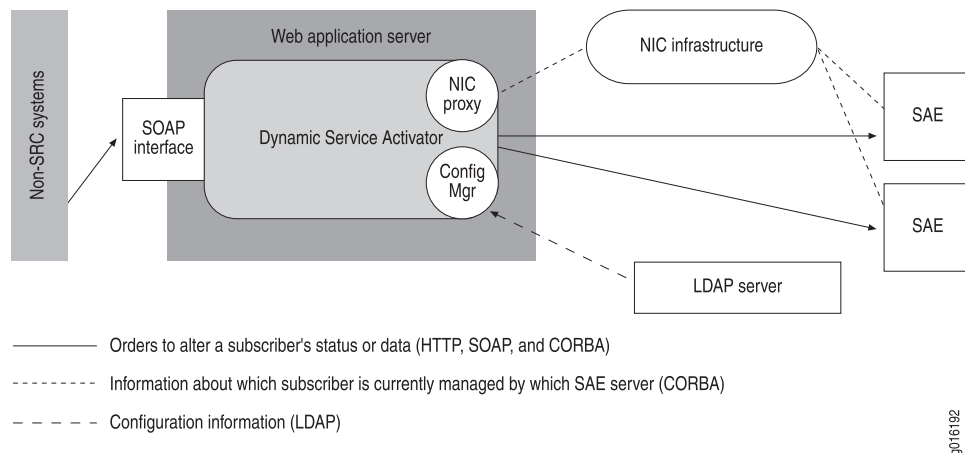 Non-SRC systems
Web application server
SOAP
interface
Dynamic Service Activator
NIC
proxy
Config
Mgr
NIC infrastructure
SAE
SAE
LDAP server
Orders to alter a subscriber's status or data (HTTP, SOAP, and CORBA)
Information about which subscriber is currently managed by which SAE server (CORBA)
Configuration information (LDAP)
g016192